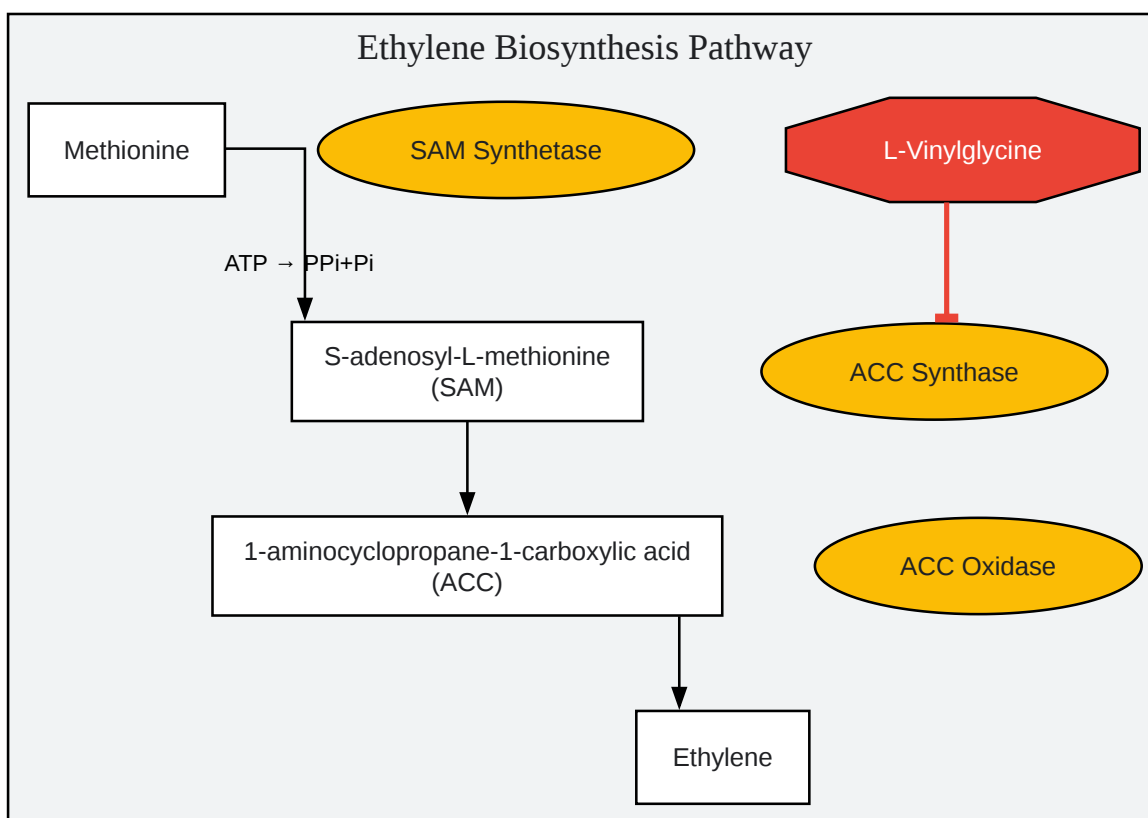 Ethylene Biosynthesis Pathway
Methionine
SAM Synthetase
L-Vinylglycine
ATP → PPi+Pi
S-adenosyl-L-methionine
(SAM)
ACC Synthase
1-aminocyclopropane-1-carboxylic acid
(ACC)
ACC Oxidase
Ethylene